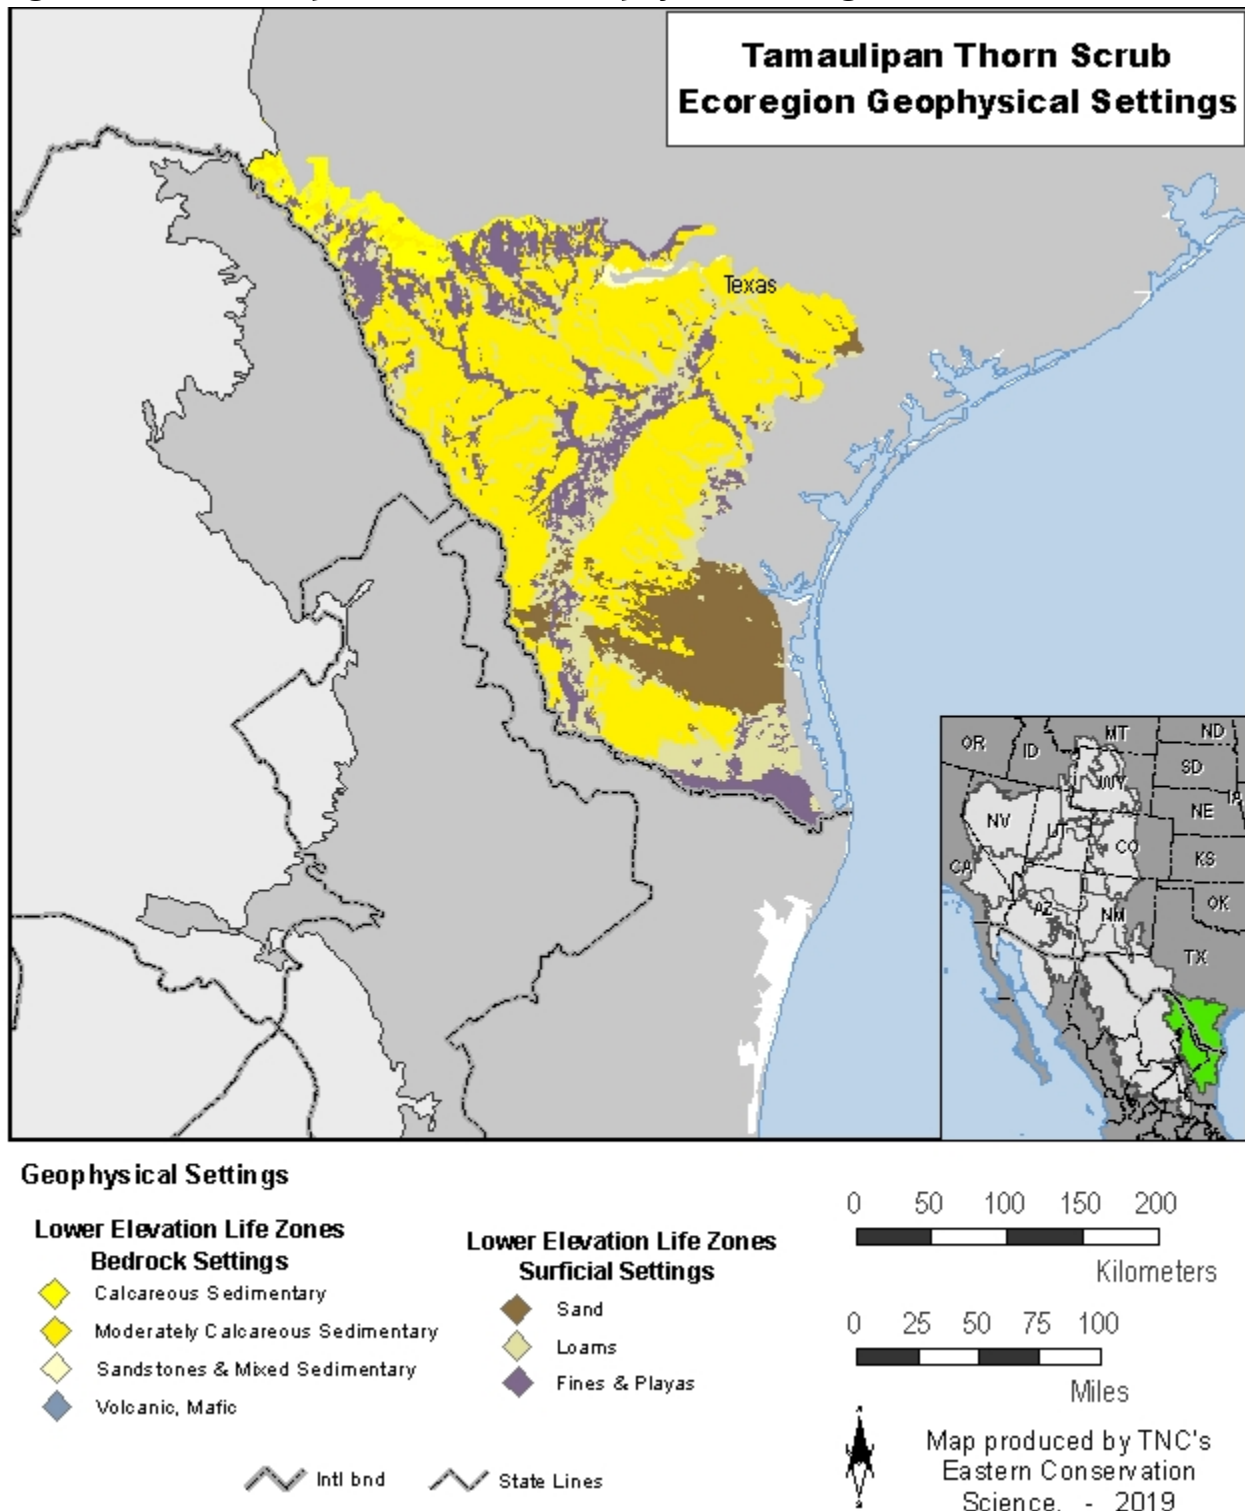 Tamaulipan Thorn Scrub
Ecoregion Geophysical Settings
Texas
OR
ID
MT
ND
SD
WY
IA
NE
NV
UT
CO
CA
KS
AZ
NM
OK
TX
Geophysical Settings
Lower Elevation Life Zones
Bedrock Settings
Calcareous Sedimentary
Moderately Calcareous Sedimentary
Sandstones & Mixed Sedimentary
Volcanic, Mafic
Lower Elevation Life Zones
Surficial Settings
Sand
Loams
Fines & Playas
Intl bnd
State Lines
0 50 100 150 200
Kilometers
0 25 50 75 100
Miles
Map produced by TNC's
Eastern Conservation
Science. - 2019